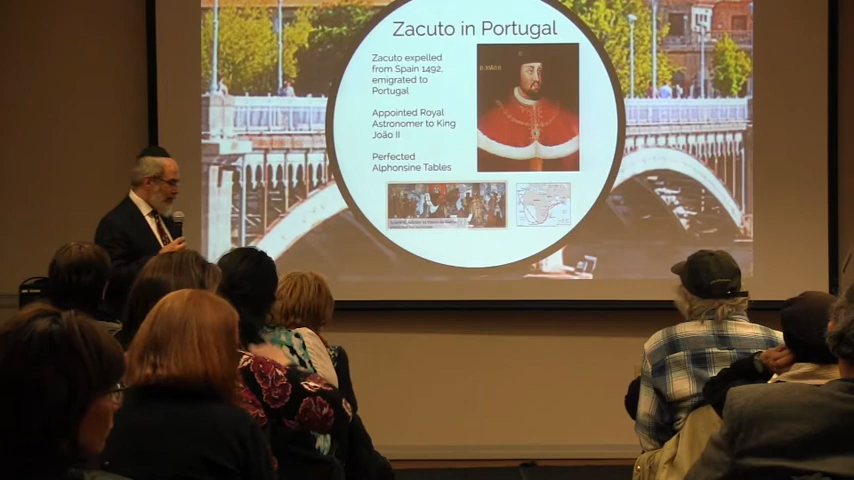 Zacuto in Portugal
Zacuto expelled
from Spain 1492,
emigrated to
Portugal
Appointed Royal
Astronomer to King
João II
Perfected
Alphonsine Tables